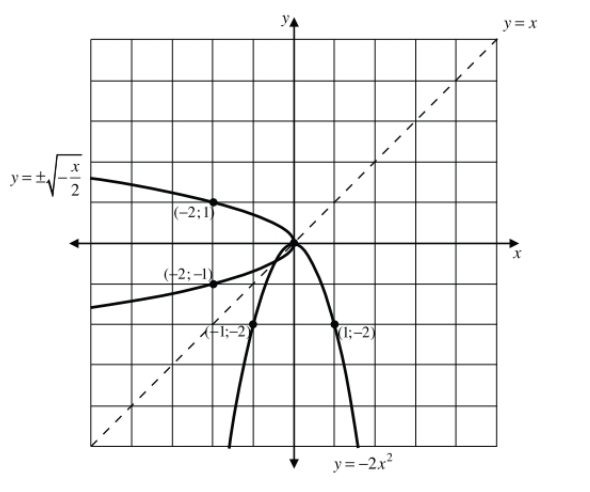 y
y = x
y = ±√(−x/2)
(−2; 1)
x
(−2; −1)
(−1; −2)
(1; −2)
y = −2x²